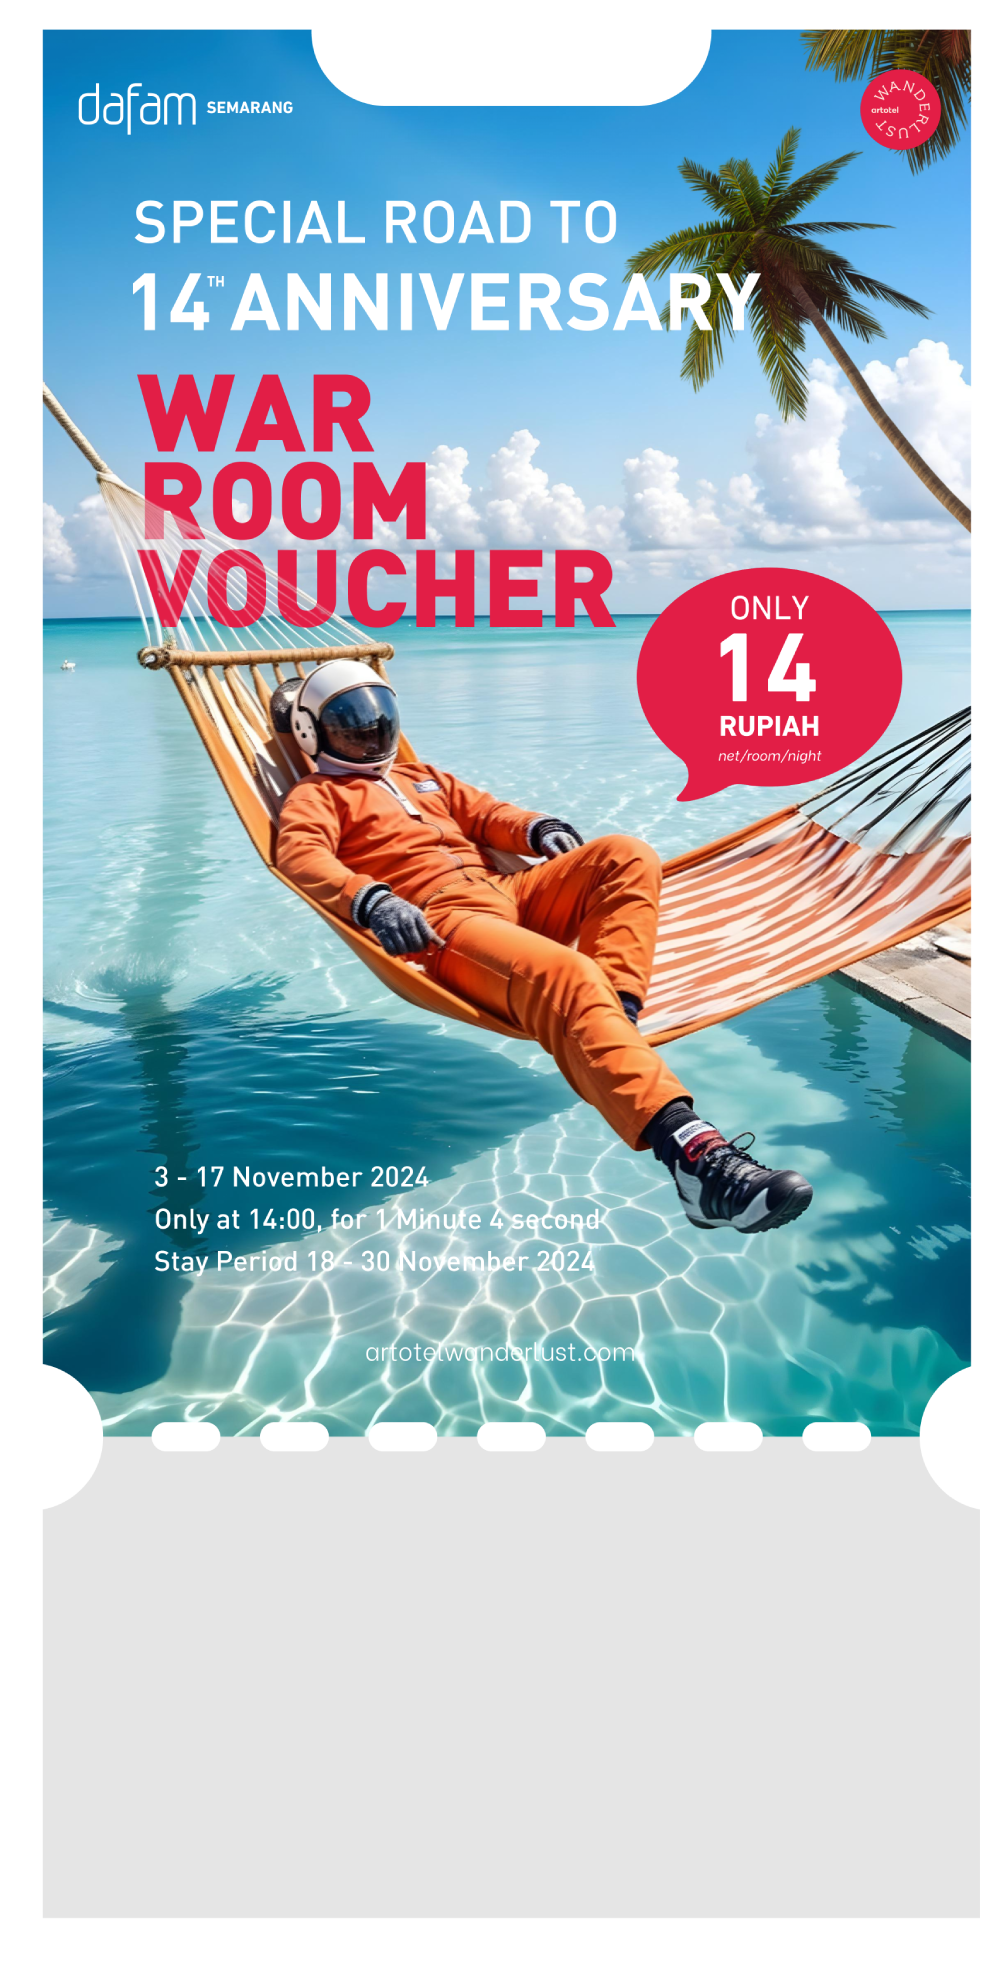 dafam SEMARANG
artotel WANDERLUST
SPECIAL ROAD TO
14TH ANNIVERSARY
WAR
ROOM
VOUCHER
ONLY
14
RUPIAH
net/room/night
3 - 17 November 2024
Only at 14:00, for 1 Minute 4 second
Stay Period 18 - 30 November 2024
artotelwanderlust.com